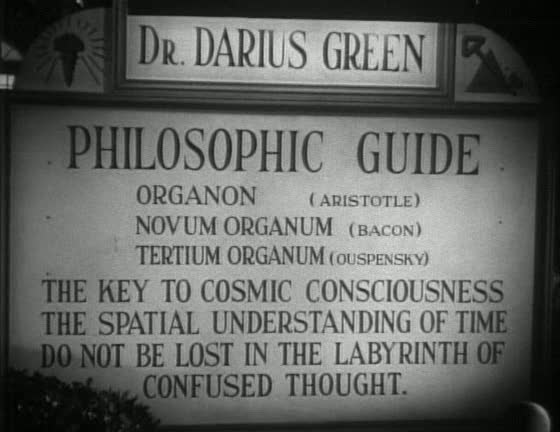 DR. DARIUS GREEN
PHILOSOPHIC GUIDE
ORGANON (ARISTOTLE)
NOVUM ORGANUM (BACON)
TERTIUM ORGANUM (OUSPENSKY)
THE KEY TO COSMIC CONSCIOUSNESS
THE SPATIAL UNDERSTANDING OF TIME
DO NOT BE LOST IN THE LABYRINTH OF
CONFUSED THOUGHT.